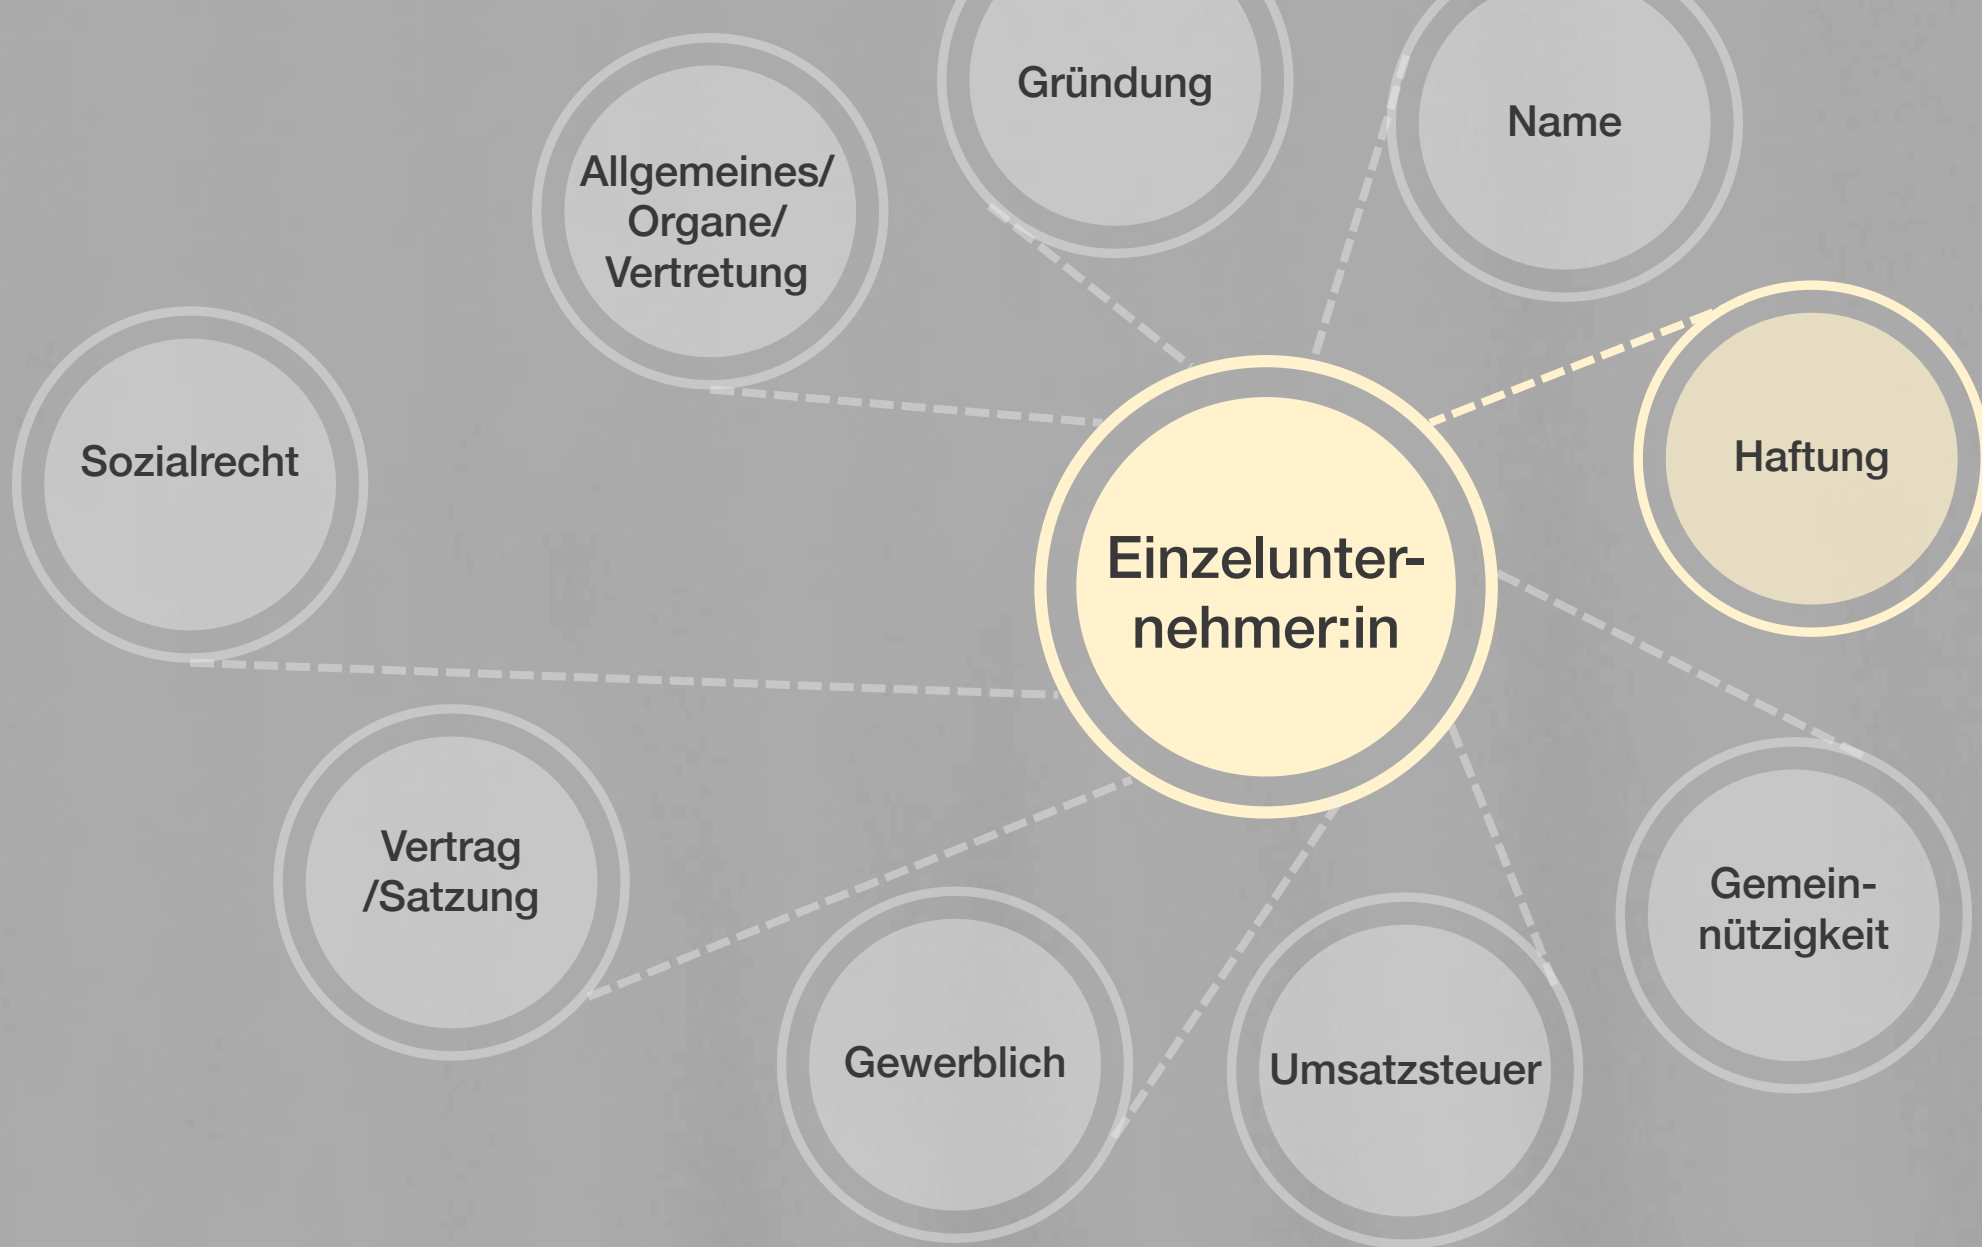 Gründung
Name
Allgemeines/
Organe/
Vertretung
Sozialrecht
Haftung
Einzelunter-
nehmer:in
Vertrag
/Satzung
Gemein-
nützigkeit
Gewerblich
Umsatzsteuer